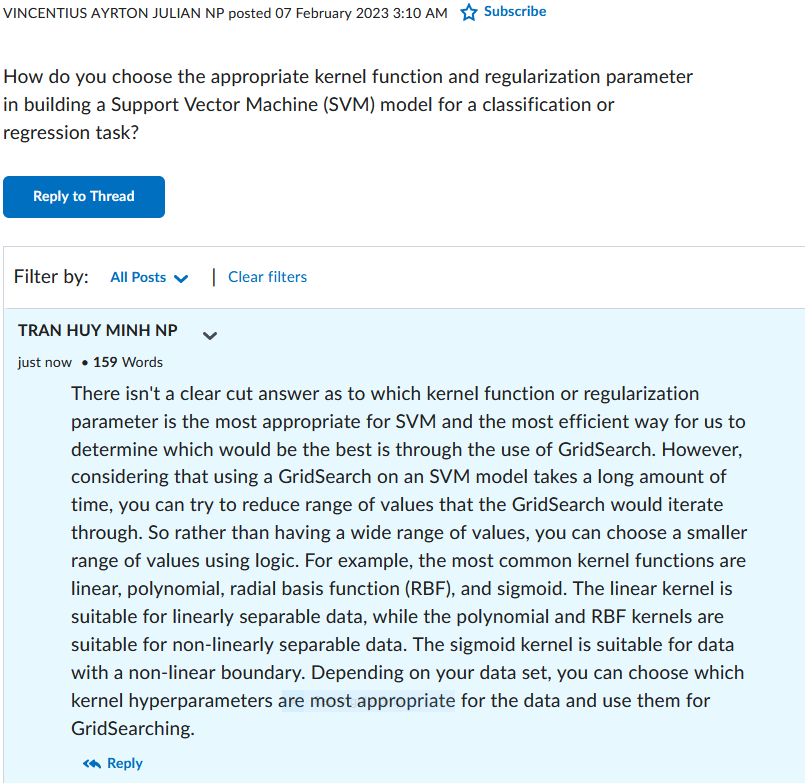 VINCENTIUS AYRTON JULIAN NP posted 07 February 2023 3:10 AM Subscribe
How do you choose the appropriate kernel function and regularization parameter
in building a Support Vector Machine (SVM) model for a classification or
regression task?
Reply to Thread
Filter by: All Posts | Clear filters
TRAN HUY MINH NP
just now • 159 Words
There isn't a clear cut answer as to which kernel function or regularization
parameter is the most appropriate for SVM and the most efficient way for us to
determine which would be the best is through the use of GridSearch. However,
considering that using a GridSearch on an SVM model takes a long amount of
time, you can try to reduce range of values that the GridSearch would iterate
through. So rather than having a wide range of values, you can choose a smaller
range of values using logic. For example, the most common kernel functions are
linear, polynomial, radial basis function (RBF), and sigmoid. The linear kernel is
suitable for linearly separable data, while the polynomial and RBF kernels are
suitable for non-linearly separable data. The sigmoid kernel is suitable for data
with a non-linear boundary. Depending on your data set, you can choose which
kernel hyperparameters are most appropriate for the data and use them for
GridSearching.
Reply